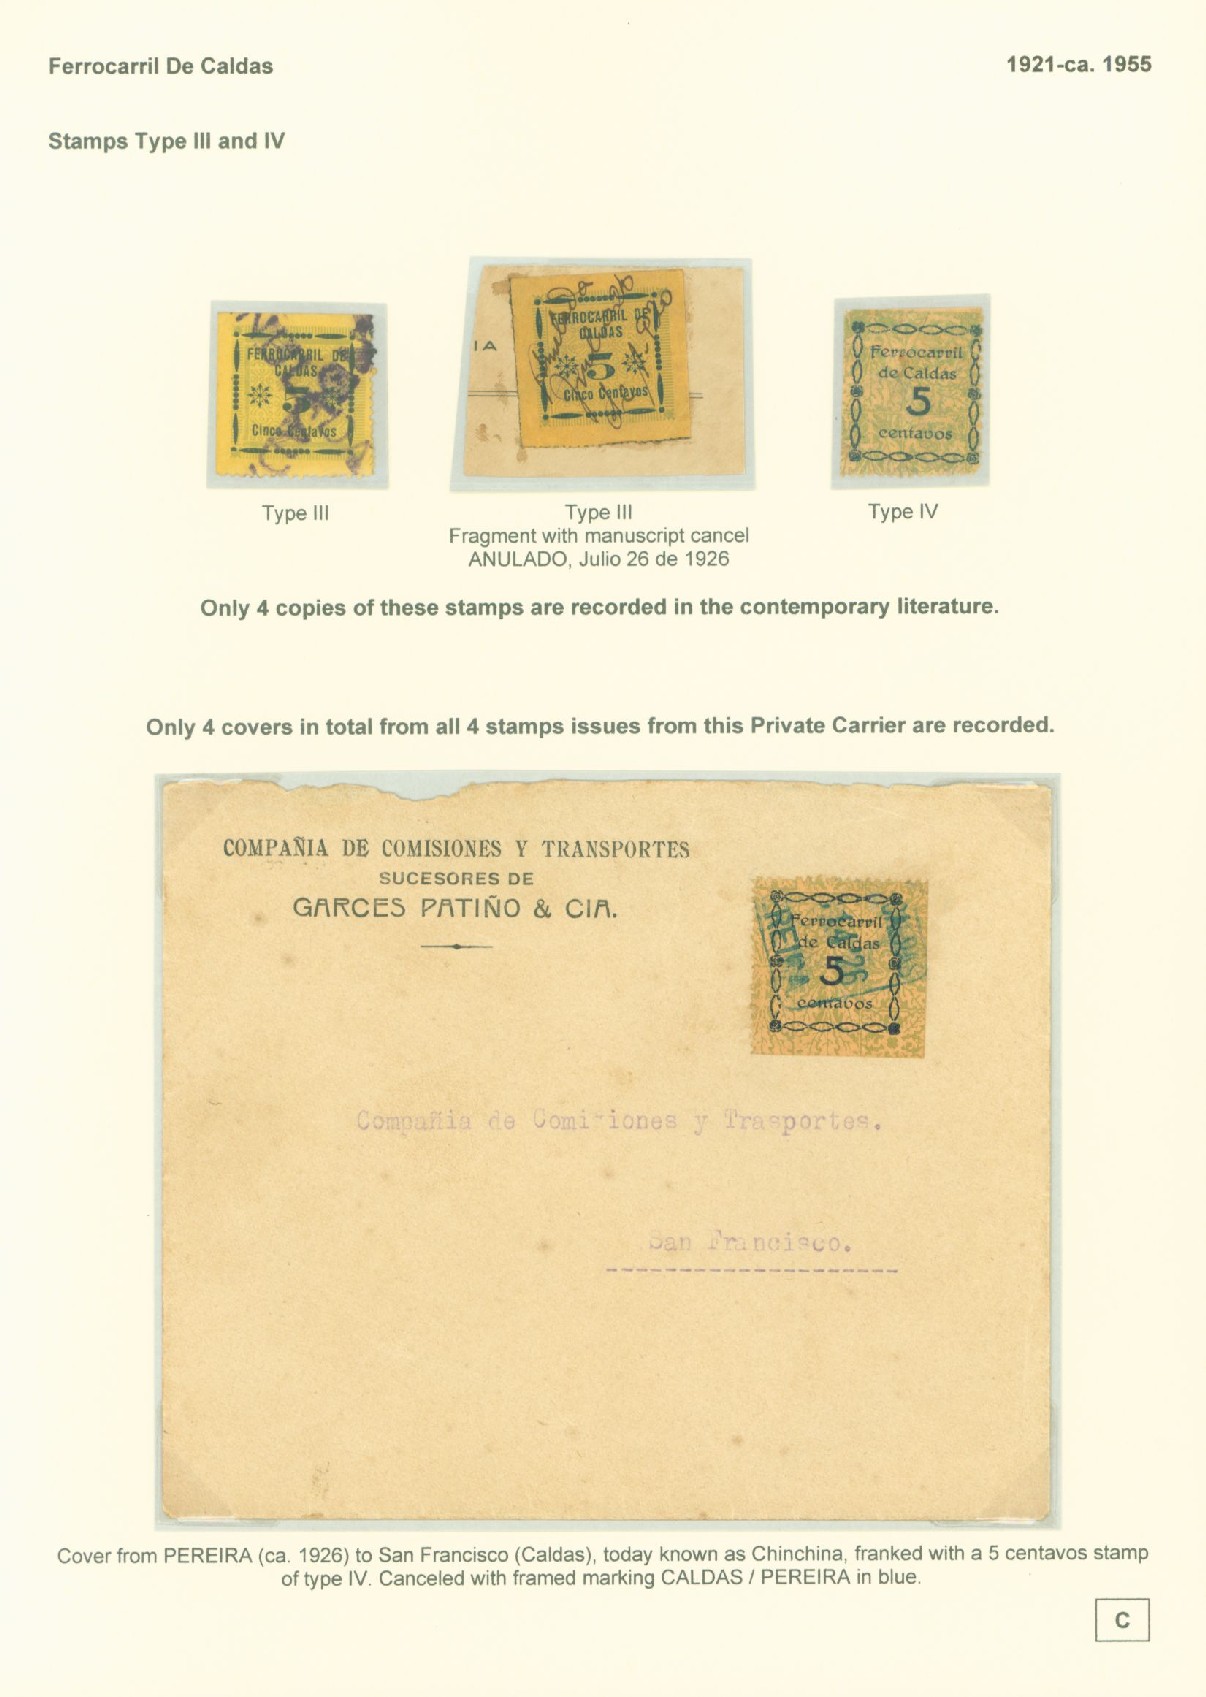 Ferrocarril De Caldas
1921-ca. 1955
Stamps Type III and IV
FERROCARRIL DE
CALDAS
5
Cinco Centavos
IA
FERROCARRIL DE
CALDAS
5
Cinco Centavos
Ferrocarril
de Caldas
5
centavos
Type III
Type III
Fragment with manuscript cancel
ANULADO, Julio 26 de 1926
Type IV
Only 4 copies of these stamps are recorded in the contemporary literature.
Only 4 covers in total from all 4 stamps issues from this Private Carrier are recorded.
COMPAÑIA DE COMISIONES Y TRANSPORTES
SUCESORES DE
GARCES PATIÑO & CIA.
Ferrocarril
de Caldas
5
centavos
Compañia de Comisiones y Trasportes.
San Francisco.
Cover from PEREIRA (ca. 1926) to San Francisco (Caldas), today known as Chinchina, franked with a 5 centavos stamp
of type IV. Canceled with framed marking CALDAS / PEREIRA in blue.
C